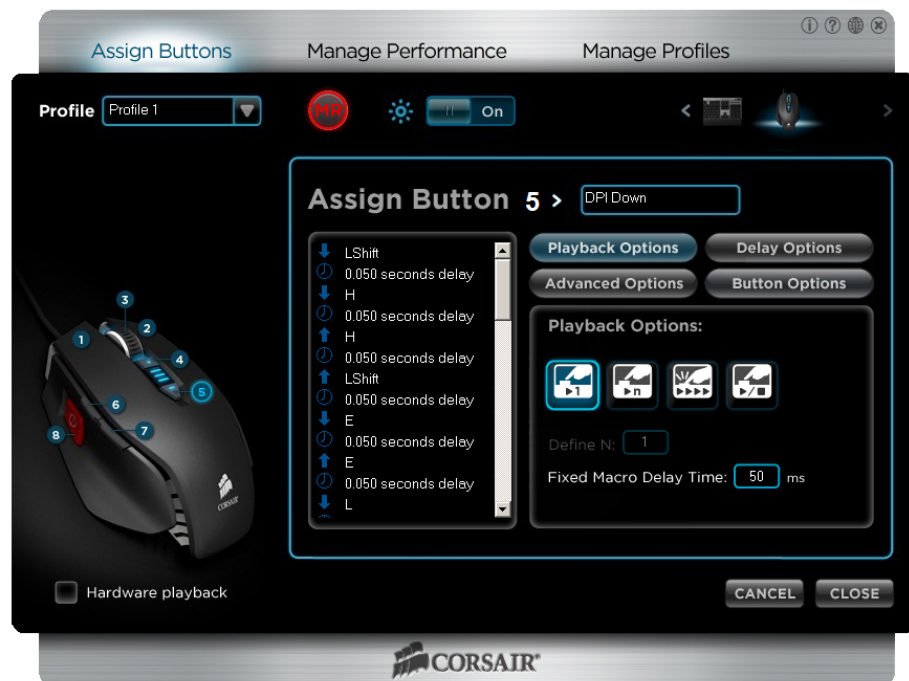 Assign Buttons Manage Performance Manage Profiles
Profile Profile 1 MR On
Assign Button 5 > DPI Down
LShift
0.050 seconds delay
H
0.050 seconds delay
H
0.050 seconds delay
LShift
0.050 seconds delay
E
0.050 seconds delay
E
0.050 seconds delay
L
Playback Options Delay Options
Advanced Options Button Options
Playback Options:
1 n
Define N: 1
Fixed Macro Delay Time: 50 ms
3
2
1
4
5
6
7
8
CORSAIR
Hardware playback
CANCEL CLOSE
CORSAIR